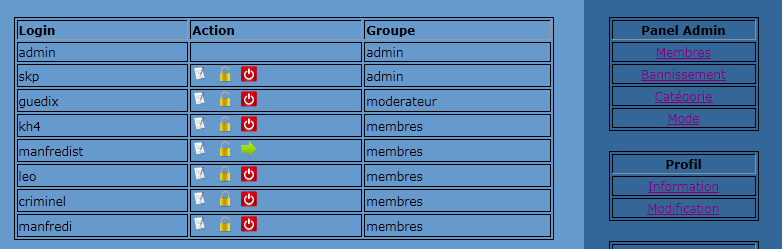 Login Action Groupe
admin admin
skp admin
guedix moderateur
kh4 membres
manfredist membres
leo membres
criminel membres
manfredi membres
Panel Admin
Membres
Bannissement
Catégorie
Mode
Profil
Information
Modification